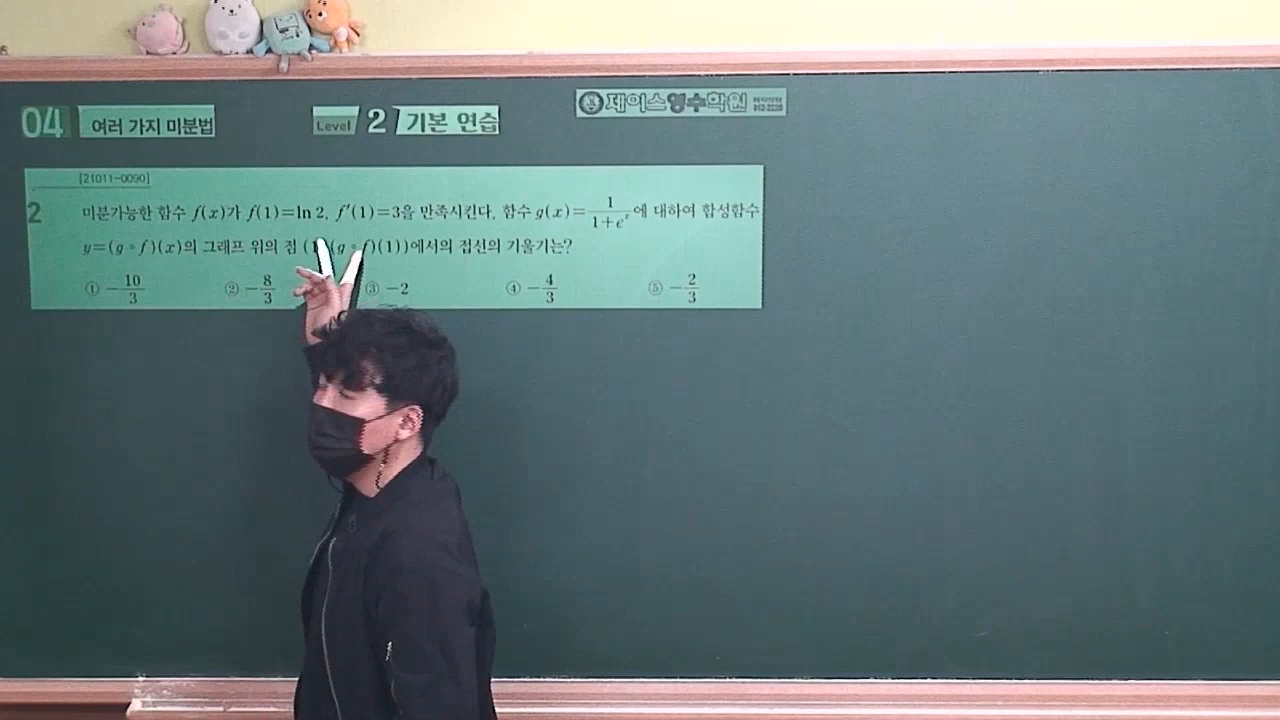 04 여러 가지 미분법
Level 2 기본 연습
제이스영수학원
[21011-0090]
2 미분가능한 함수 f(x)가 f(1)=ln 2, f′(1)=3을 만족시킨다. 함수 g(x)=1/(1+eˣ)에 대하여 합성함수
y=(g∘f)(x)의 그래프 위의 점 (1, (g∘f)(1))에서의 접선의 기울기는?
① -10/3 ② -8/3 ③ -2 ④ -4/3 ⑤ -2/3